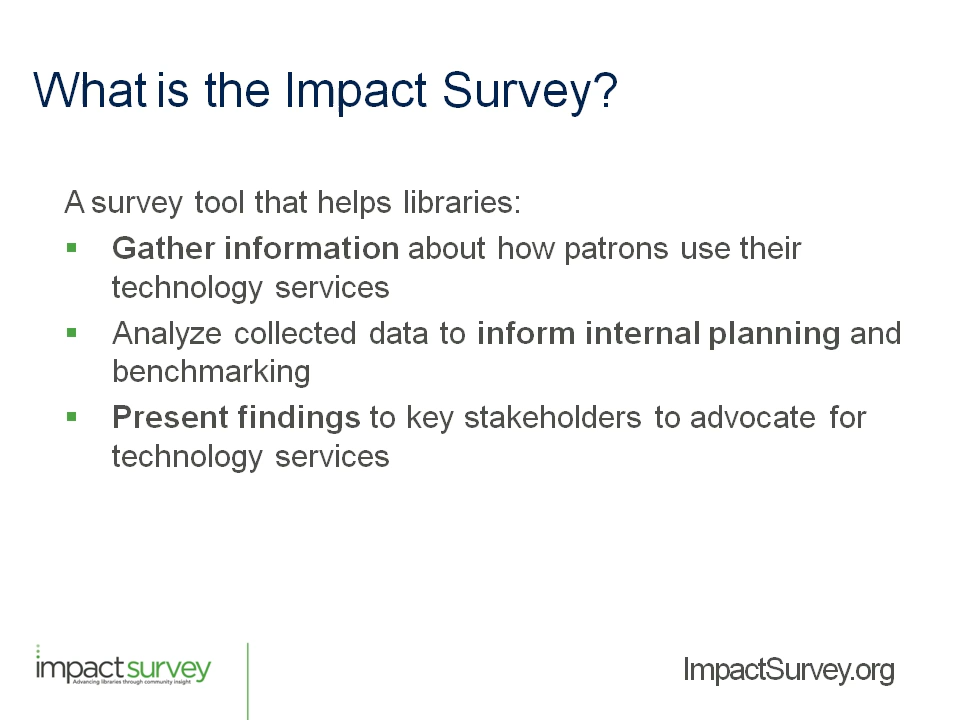 What is the Impact Survey?
A survey tool that helps libraries:
▪ Gather information about how patrons use their
technology services
▪ Analyze collected data to inform internal planning and
benchmarking
▪ Present findings to key stakeholders to advocate for
technology services
impactsurvey
Advancing libraries through community insight
ImpactSurvey.org